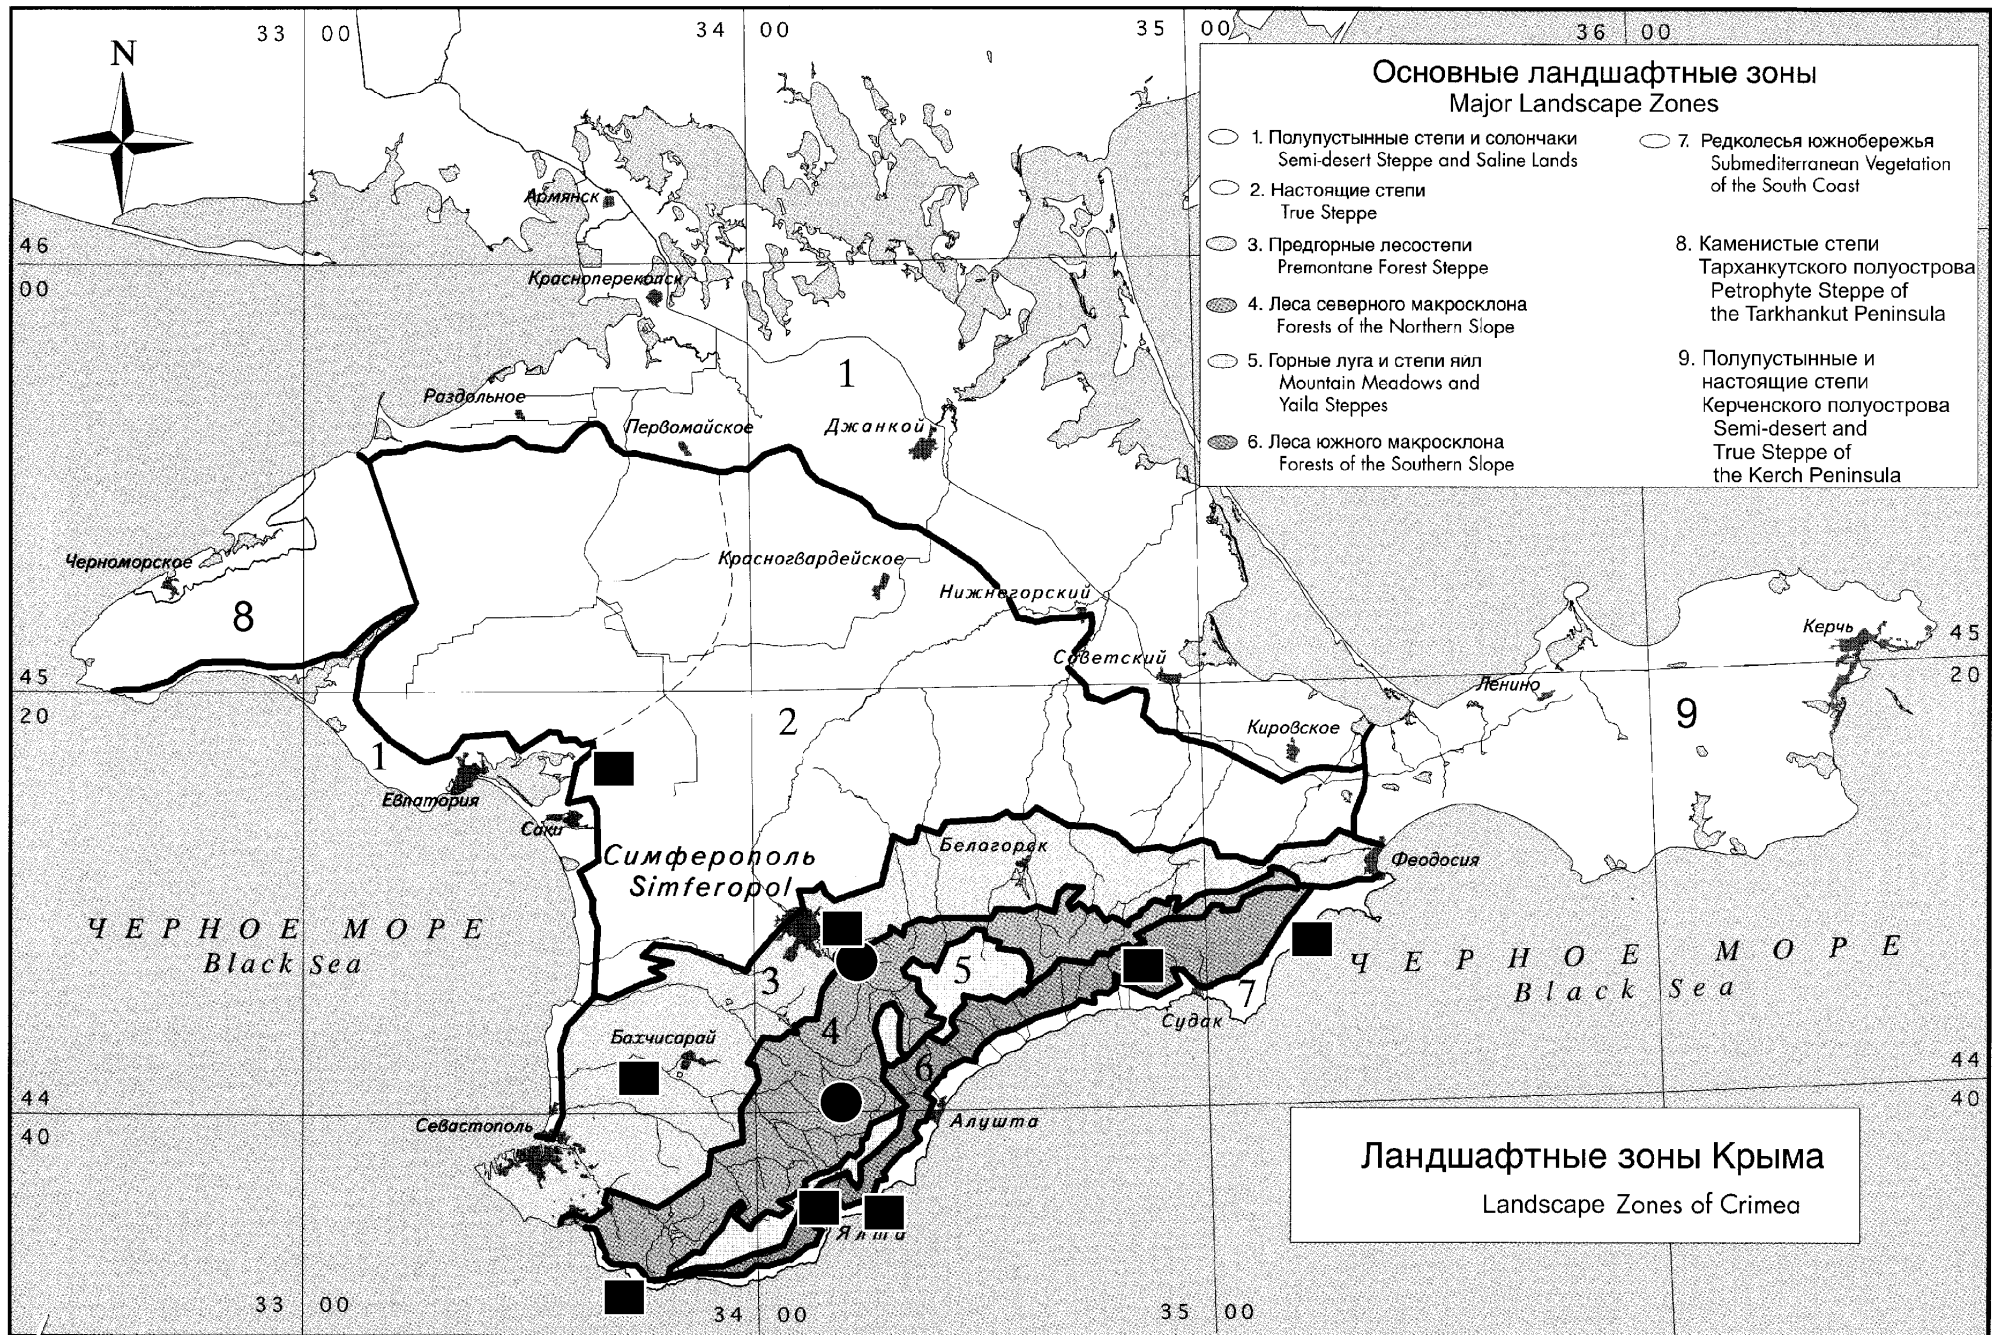 33 00
34 00
35 00
36 00
N
Основные ландшафтные зоны
Major Landscape Zones
1. Полупустынные степи и солончаки
Semi-desert Steppe and Saline Lands
2. Настоящие степи
True Steppe
3. Предгорные лесостепи
Premontane Forest Steppe
4. Леса северного макросклона
Forests of the Northern Slope
5. Горные луга и степи яйл
Mountain Meadows and
Yaila Steppes
6. Леса южного макросклона
Forests of the Southern Slope
7. Редколесья южнобережья
Submediterranean Vegetation
of the South Coast
8. Каменистые степи
Тарханкутского полуострова
Petrophyte Steppe of
the Tarkhankut Peninsula
9. Полупустынные и
настоящие степи
Керченского полуострова
Semi-desert and
True Steppe of
the Kerch Peninsula
Армянск
46
00
Красноперекопск
1
Раздольное
Первомайское
Джанкой
Черноморское
Красногвардейское
Нижнегорский
8
Керчь
45
20
Советский
45
20
Ленино
9
2
Кировское
1
Евпатория
Саки
Симферополь
Simferopol
Белогорск
Феодосия
ЧЕРНОЕ МОРЕ
Black Sea
ЧЕРНОЕ МОРЕ
Black Sea
3
5
7
Судак
4
Бахчисарай
6
44
40
44
40
Севастополь
Алушта
Ландшафтные зоны Крыма
Landscape Zones of Crimea
Ялта
33 00
34 00
35 00